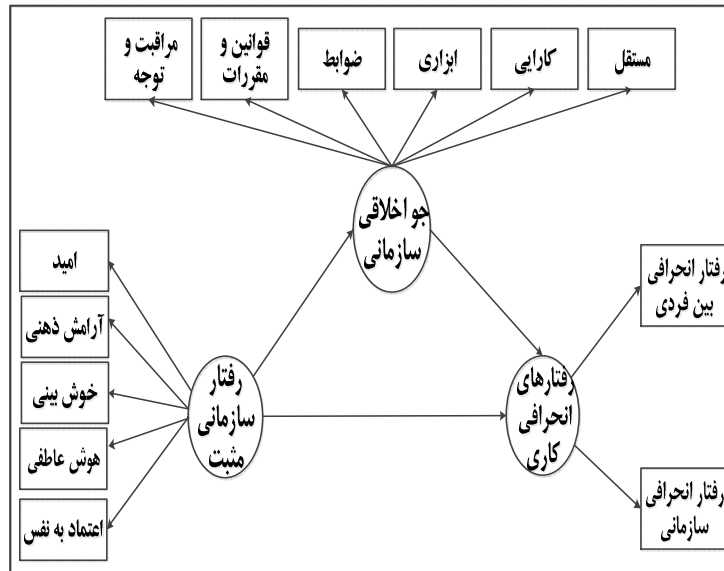 مستقل
کارایی
ابزاری
ضوابط
قوانین و
مقررات
مراقبت و
توجه
جو اخلاقی
سازمانی
رفتار انحرافی
بین فردی
رفتارهای
انحرافی
کاری
رفتار انحرافی
سازمانی
رفتار
سازمانی
مثبت
امید
آرامش ذهنی
خوش بینی
هوش عاطفی
اعتماد به نفس